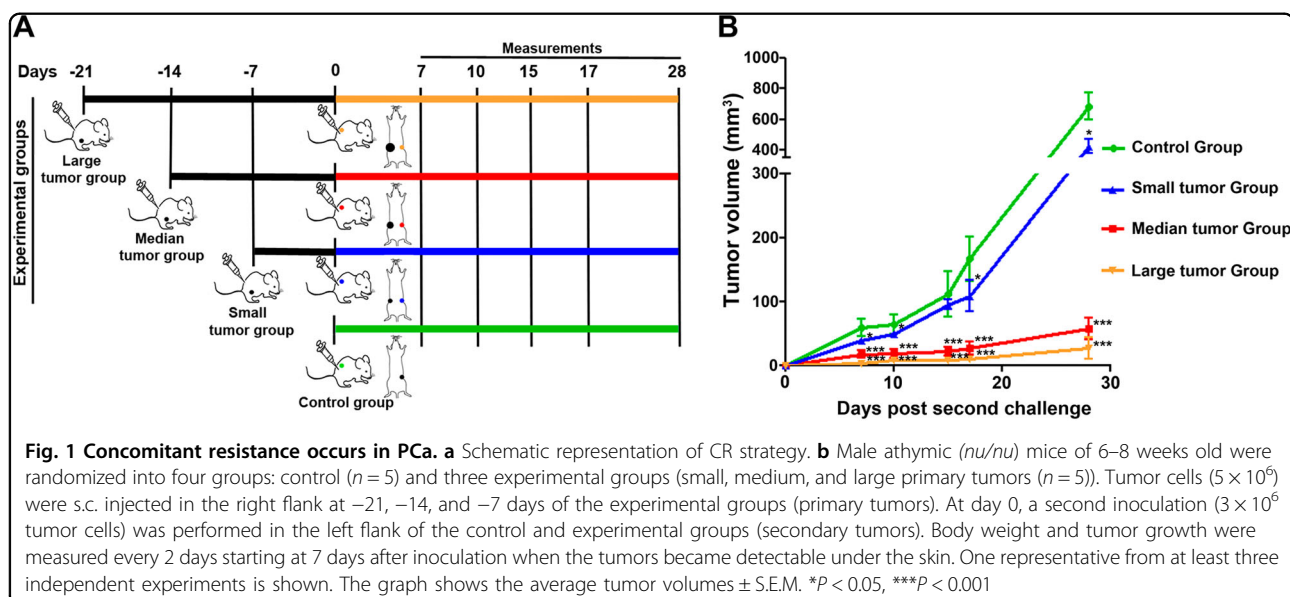 A
Measurements
Days -21 -14 -7 0 7 10 15 17 28
Experimental groups
Large
tumor group
Median
tumor group
Small
tumor group
Control group
B
Tumor volume (mm³)
1000
800
600
400
300
200
100
0
0 10 20 30
Days post second challenge
*
*
*
*
*** *** *** *** ***
*** *** *** *** ***
Control Group
Small tumor Group
Median tumor Group
Large tumor Group
Fig. 1 Concomitant resistance occurs in PCa. a Schematic representation of CR strategy. b Male athymic (nu/nu) mice of 6–8 weeks old were
randomized into four groups: control (n = 5) and three experimental groups (small, medium, and large primary tumors (n = 5)). Tumor cells (5 × 10⁶)
were s.c. injected in the right flank at −21, −14, and −7 days of the experimental groups (primary tumors). At day 0, a second inoculation (3 × 10⁶
tumor cells) was performed in the left flank of the control and experimental groups (secondary tumors). Body weight and tumor growth were
measured every 2 days starting at 7 days after inoculation when the tumors became detectable under the skin. One representative from at least three
independent experiments is shown. The graph shows the average tumor volumes ± S.E.M. *P < 0.05, ***P < 0.001